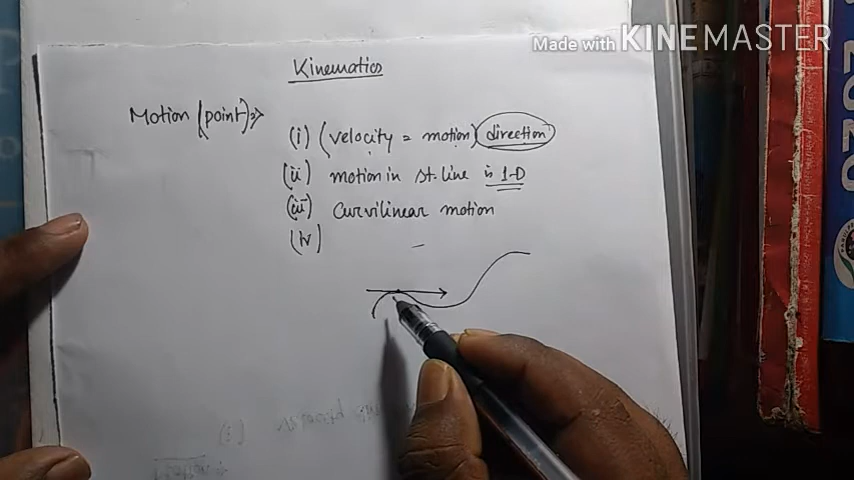 Made with KINEMASTER
Kinematics
Motion (point) :→
(i) (velocity = motion) direction
(ii) motion in st. line is 1-D
(iii) curvilinear motion
(iv)